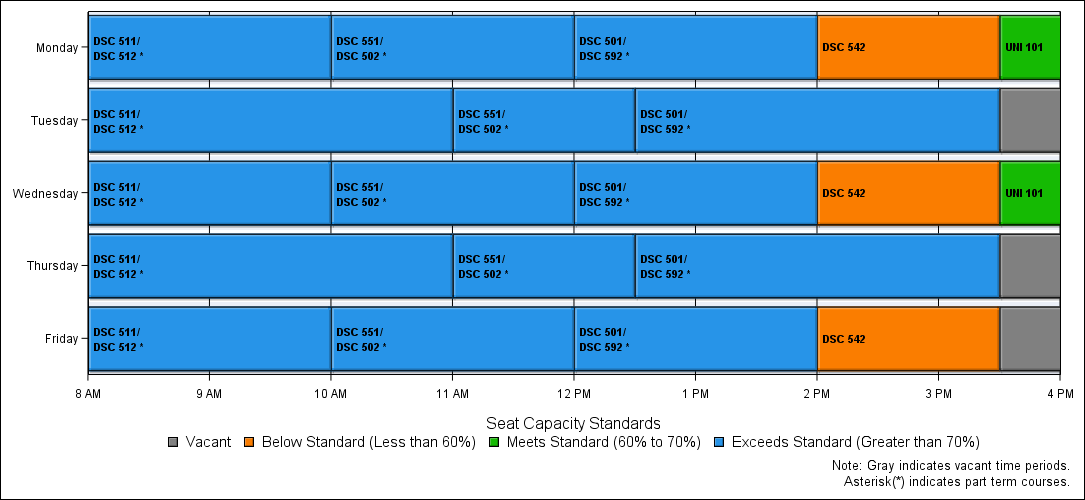 Monday
DSC 511/
DSC 512 *
DSC 551/
DSC 502 *
DSC 501/
DSC 592 *
DSC 542
UNI 101
Tuesday
DSC 511/
DSC 512 *
DSC 551/
DSC 502 *
DSC 501/
DSC 592 *
Wednesday
DSC 511/
DSC 512 *
DSC 551/
DSC 502 *
DSC 501/
DSC 592 *
DSC 542
UNI 101
Thursday
DSC 511/
DSC 512 *
DSC 551/
DSC 502 *
DSC 501/
DSC 592 *
Friday
DSC 511/
DSC 512 *
DSC 551/
DSC 502 *
DSC 501/
DSC 592 *
DSC 542
8 AM 9 AM 10 AM 11 AM 12 PM 1 PM 2 PM 3 PM 4 PM
Seat Capacity Standards
Vacant Below Standard (Less than 60%) Meets Standard (60% to 70%) Exceeds Standard (Greater than 70%)
Note: Gray indicates vacant time periods.
Asterisk(*) indicates part term courses.